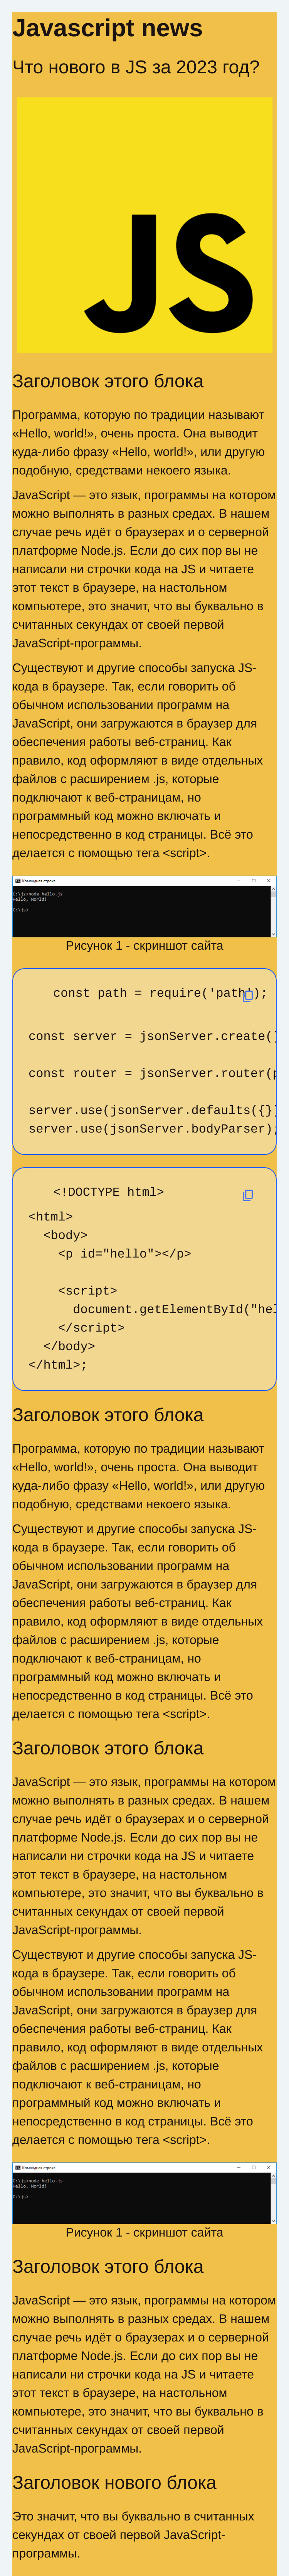 Javascript news
Что нового в JS за 2023 год?
JS
Заголовок этого блока
Программа, которую по традиции называют
«Hello, world!», очень проста. Она выводит
куда-либо фразу «Hello, world!», или другую
подобную, средствами некоего языка.
JavaScript — это язык, программы на котором
можно выполнять в разных средах. В нашем
случае речь идёт о браузерах и о серверной
платформе Node.js. Если до сих пор вы не
написали ни строчки кода на JS и читаете
этот текст в браузере, на настольном
компьютере, это значит, что вы буквально в
считанных секундах от своей первой
JavaScript-программы.
Существуют и другие способы запуска JS-
кода в браузере. Так, если говорить об
обычном использовании программ на
JavaScript, они загружаются в браузер для
обеспечения работы веб-страниц. Как
правило, код оформляют в виде отдельных
файлов с расширением .js, которые
подключают к веб-страницам, но
программный код можно включать и
непосредственно в код страницы. Всё это
делается с помощью тега <script>.
Командная строка
C:\js>node hello.js
Hello, World!
C:\js>
Рисунок 1 - скриншот сайта
const path = require('path');
const server = jsonServer.create()
const router = jsonServer.router(p
server.use(jsonServer.defaults({})
server.use(jsonServer.bodyParser);
<!DOCTYPE html>
<html>
<body>
<p id="hello"></p>
<script>
document.getElementById("hel
</script>
</body>
</html>;
Заголовок этого блока
Программа, которую по традиции называют
«Hello, world!», очень проста. Она выводит
куда-либо фразу «Hello, world!», или другую
подобную, средствами некоего языка.
Существуют и другие способы запуска JS-
кода в браузере. Так, если говорить об
обычном использовании программ на
JavaScript, они загружаются в браузер для
обеспечения работы веб-страниц. Как
правило, код оформляют в виде отдельных
файлов с расширением .js, которые
подключают к веб-страницам, но
программный код можно включать и
непосредственно в код страницы. Всё это
делается с помощью тега <script>.
Заголовок этого блока
JavaScript — это язык, программы на котором
можно выполнять в разных средах. В нашем
случае речь идёт о браузерах и о серверной
платформе Node.js. Если до сих пор вы не
написали ни строчки кода на JS и читаете
этот текст в браузере, на настольном
компьютере, это значит, что вы буквально в
считанных секундах от своей первой
JavaScript-программы.
Существуют и другие способы запуска JS-
кода в браузере. Так, если говорить об
обычном использовании программ на
JavaScript, они загружаются в браузер для
обеспечения работы веб-страниц. Как
правило, код оформляют в виде отдельных
файлов с расширением .js, которые
подключают к веб-страницам, но
программный код можно включать и
непосредственно в код страницы. Всё это
делается с помощью тега <script>.
Командная строка
C:\js>node hello.js
Hello, World!
C:\js>
Рисунок 1 - скриншот сайта
Заголовок этого блока
JavaScript — это язык, программы на котором
можно выполнять в разных средах. В нашем
случае речь идёт о браузерах и о серверной
платформе Node.js. Если до сих пор вы не
написали ни строчки кода на JS и читаете
этот текст в браузере, на настольном
компьютере, это значит, что вы буквально в
считанных секундах от своей первой
JavaScript-программы.
Заголовок нового блока
Это значит, что вы буквально в считанных
секундах от своей первой JavaScript-
программы.